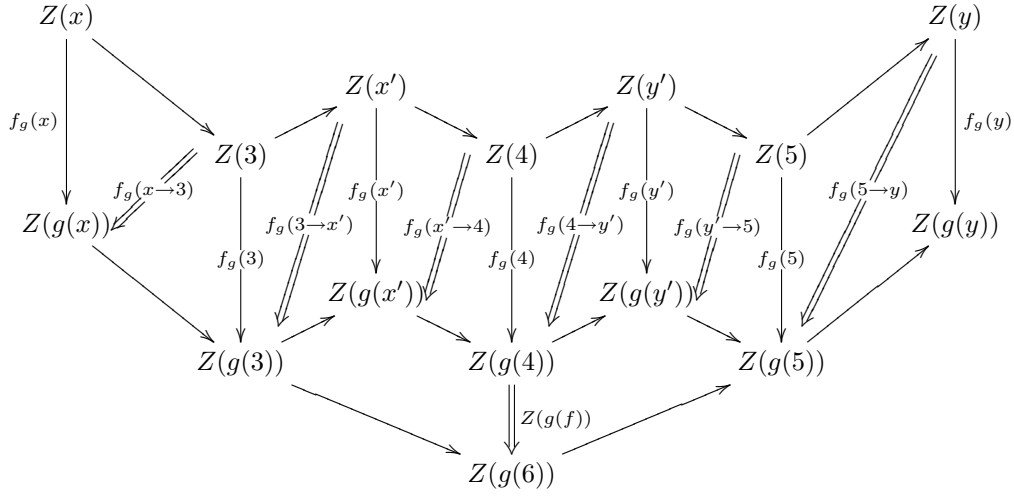 Z(x) Z(y)
Z(x′) Z(y′)
f_g(x) f_g(y)
Z(3) Z(4) Z(5)
f_g(x→3) f_g(x′) f_g(y′) f_g(5→y)
Z(g(x)) f_g(3→x′) f_g(x′→4) f_g(4→y′) f_g(y′→5) Z(g(y))
f_g(3) f_g(4) f_g(5)
Z(g(x′)) Z(g(y′))
Z(g(3)) Z(g(4)) Z(g(5))
Z(g(f))
Z(g(6))